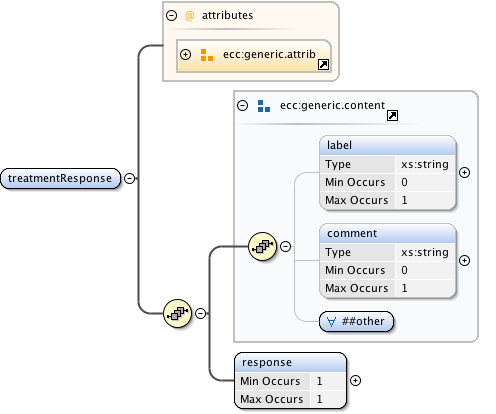 @ attributes
ecc:generic.attrib
ecc:generic.content
label
Type xs:string
Min Occurs 0
Max Occurs 1
treatmentResponse
comment
Type xs:string
Min Occurs 0
Max Occurs 1
∀ ##other
response
Min Occurs 1
Max Occurs 1